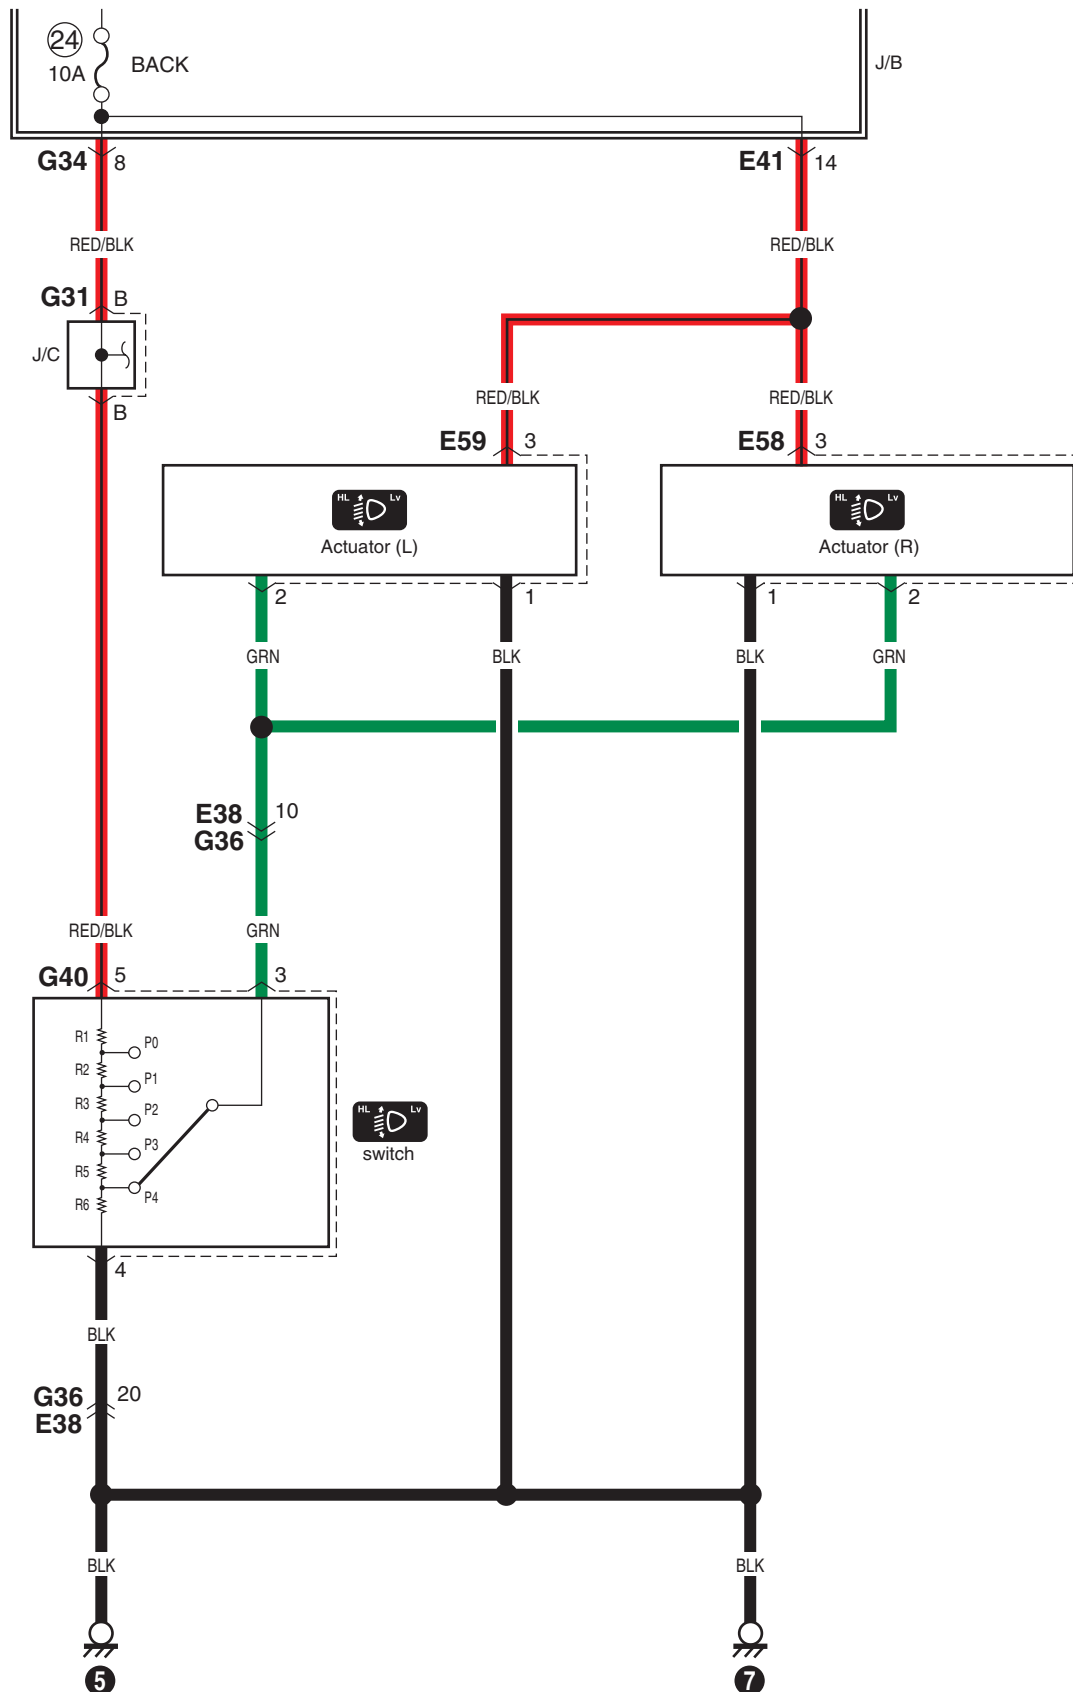 24
10A
BACK
J/B
G34 8
E41 14
RED/BLK
RED/BLK
G31 B
J/C
B
RED/BLK
RED/BLK
E59 3
E58 3
HL Lv
Actuator (L)
HL Lv
Actuator (R)
2
1
1
2
GRN
BLK
BLK
GRN
E38 10
G36
RED/BLK
GRN
G40 5
3
R1
P0
R2
P1
R3
P2
R4
P3
R5
P4
R6
HL Lv
switch
4
BLK
G36 20
E38
BLK
BLK
5
7